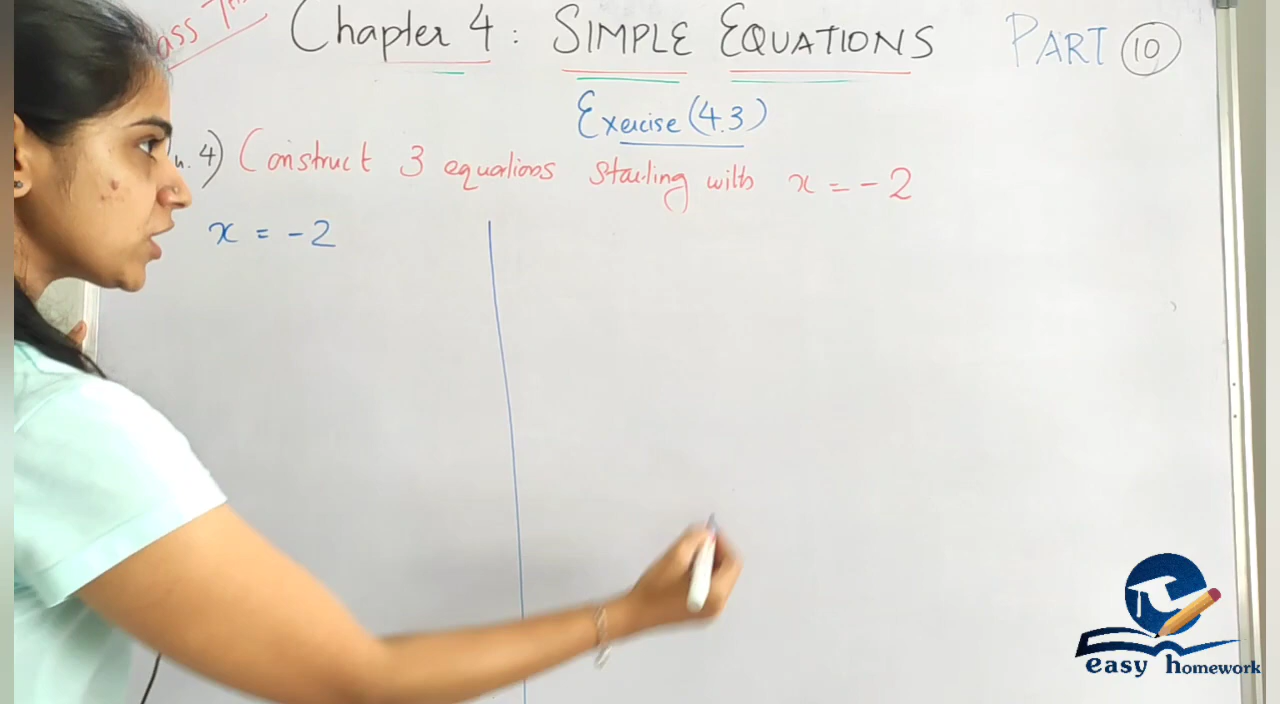 Chapter 4 : SIMPLE EQUATIONS PART 10
Exercise (4.3)
4) Construct 3 equations starting with x = -2
x = -2
easy homework